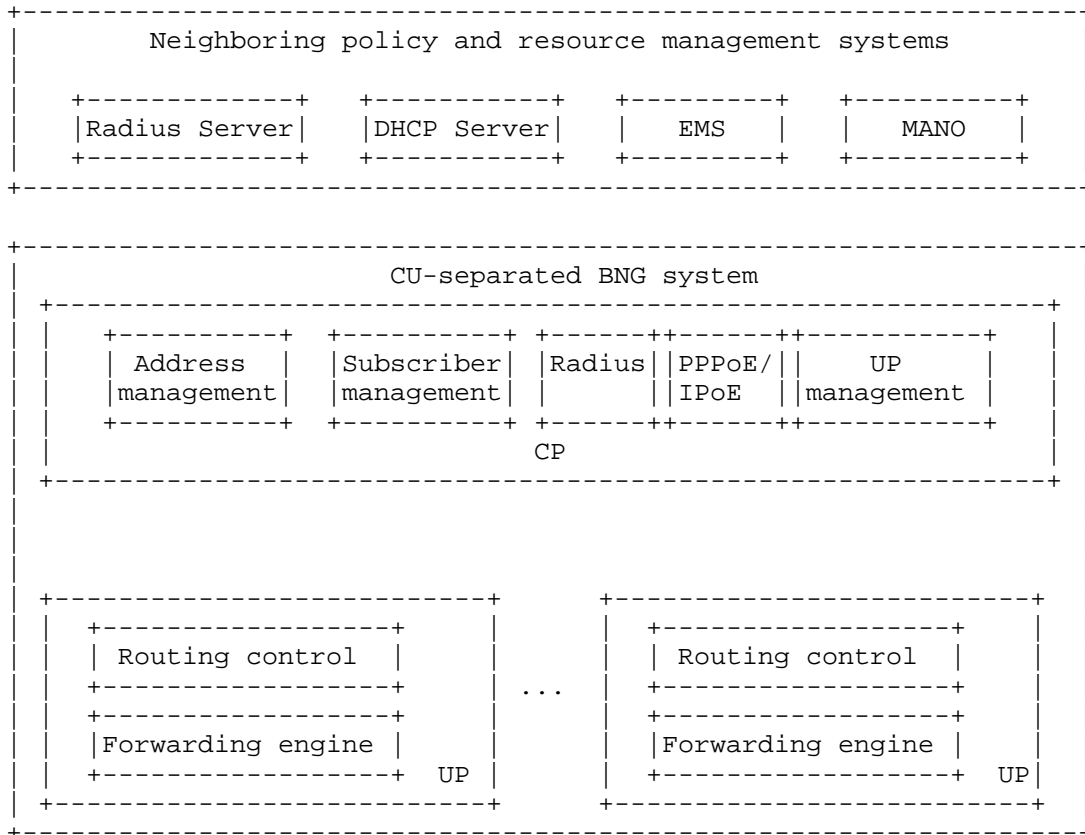 Neighboring policy and resource management systems
Radius Server DHCP Server EMS MANO
CU-separated BNG system
Address Subscriber Radius PPPoE/ UP
management management IPoE management
CP
Routing control Routing control
...
Forwarding engine Forwarding engine
UP UP